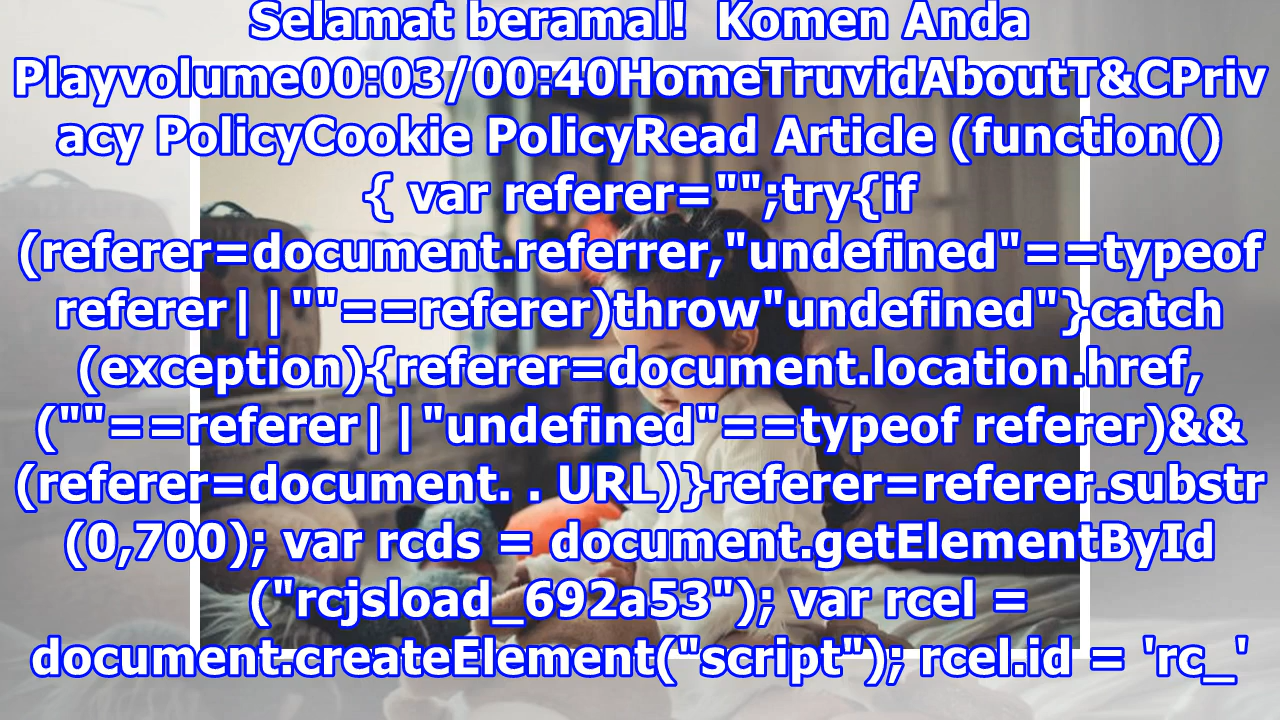 Selamat beramal!  Komen Anda
Playvolume00:03/00:40HomeTruvidAboutT&CPriv
acy PolicyCookie PolicyRead Article (function()
{ var referer="";try{if
(referer=document.referrer,"undefined"==typeof
referer||""==referer)throw"undefined"}catch
(exception){referer=document.location.href,
(""==referer||"undefined"==typeof referer)&&
(referer=document. . URL)}referer=referer.substr
(0,700); var rcds = document.getElementById
("rcjsload_692a53"); var rcel =
document.createElement("script"); rcel.id = 'rc_'